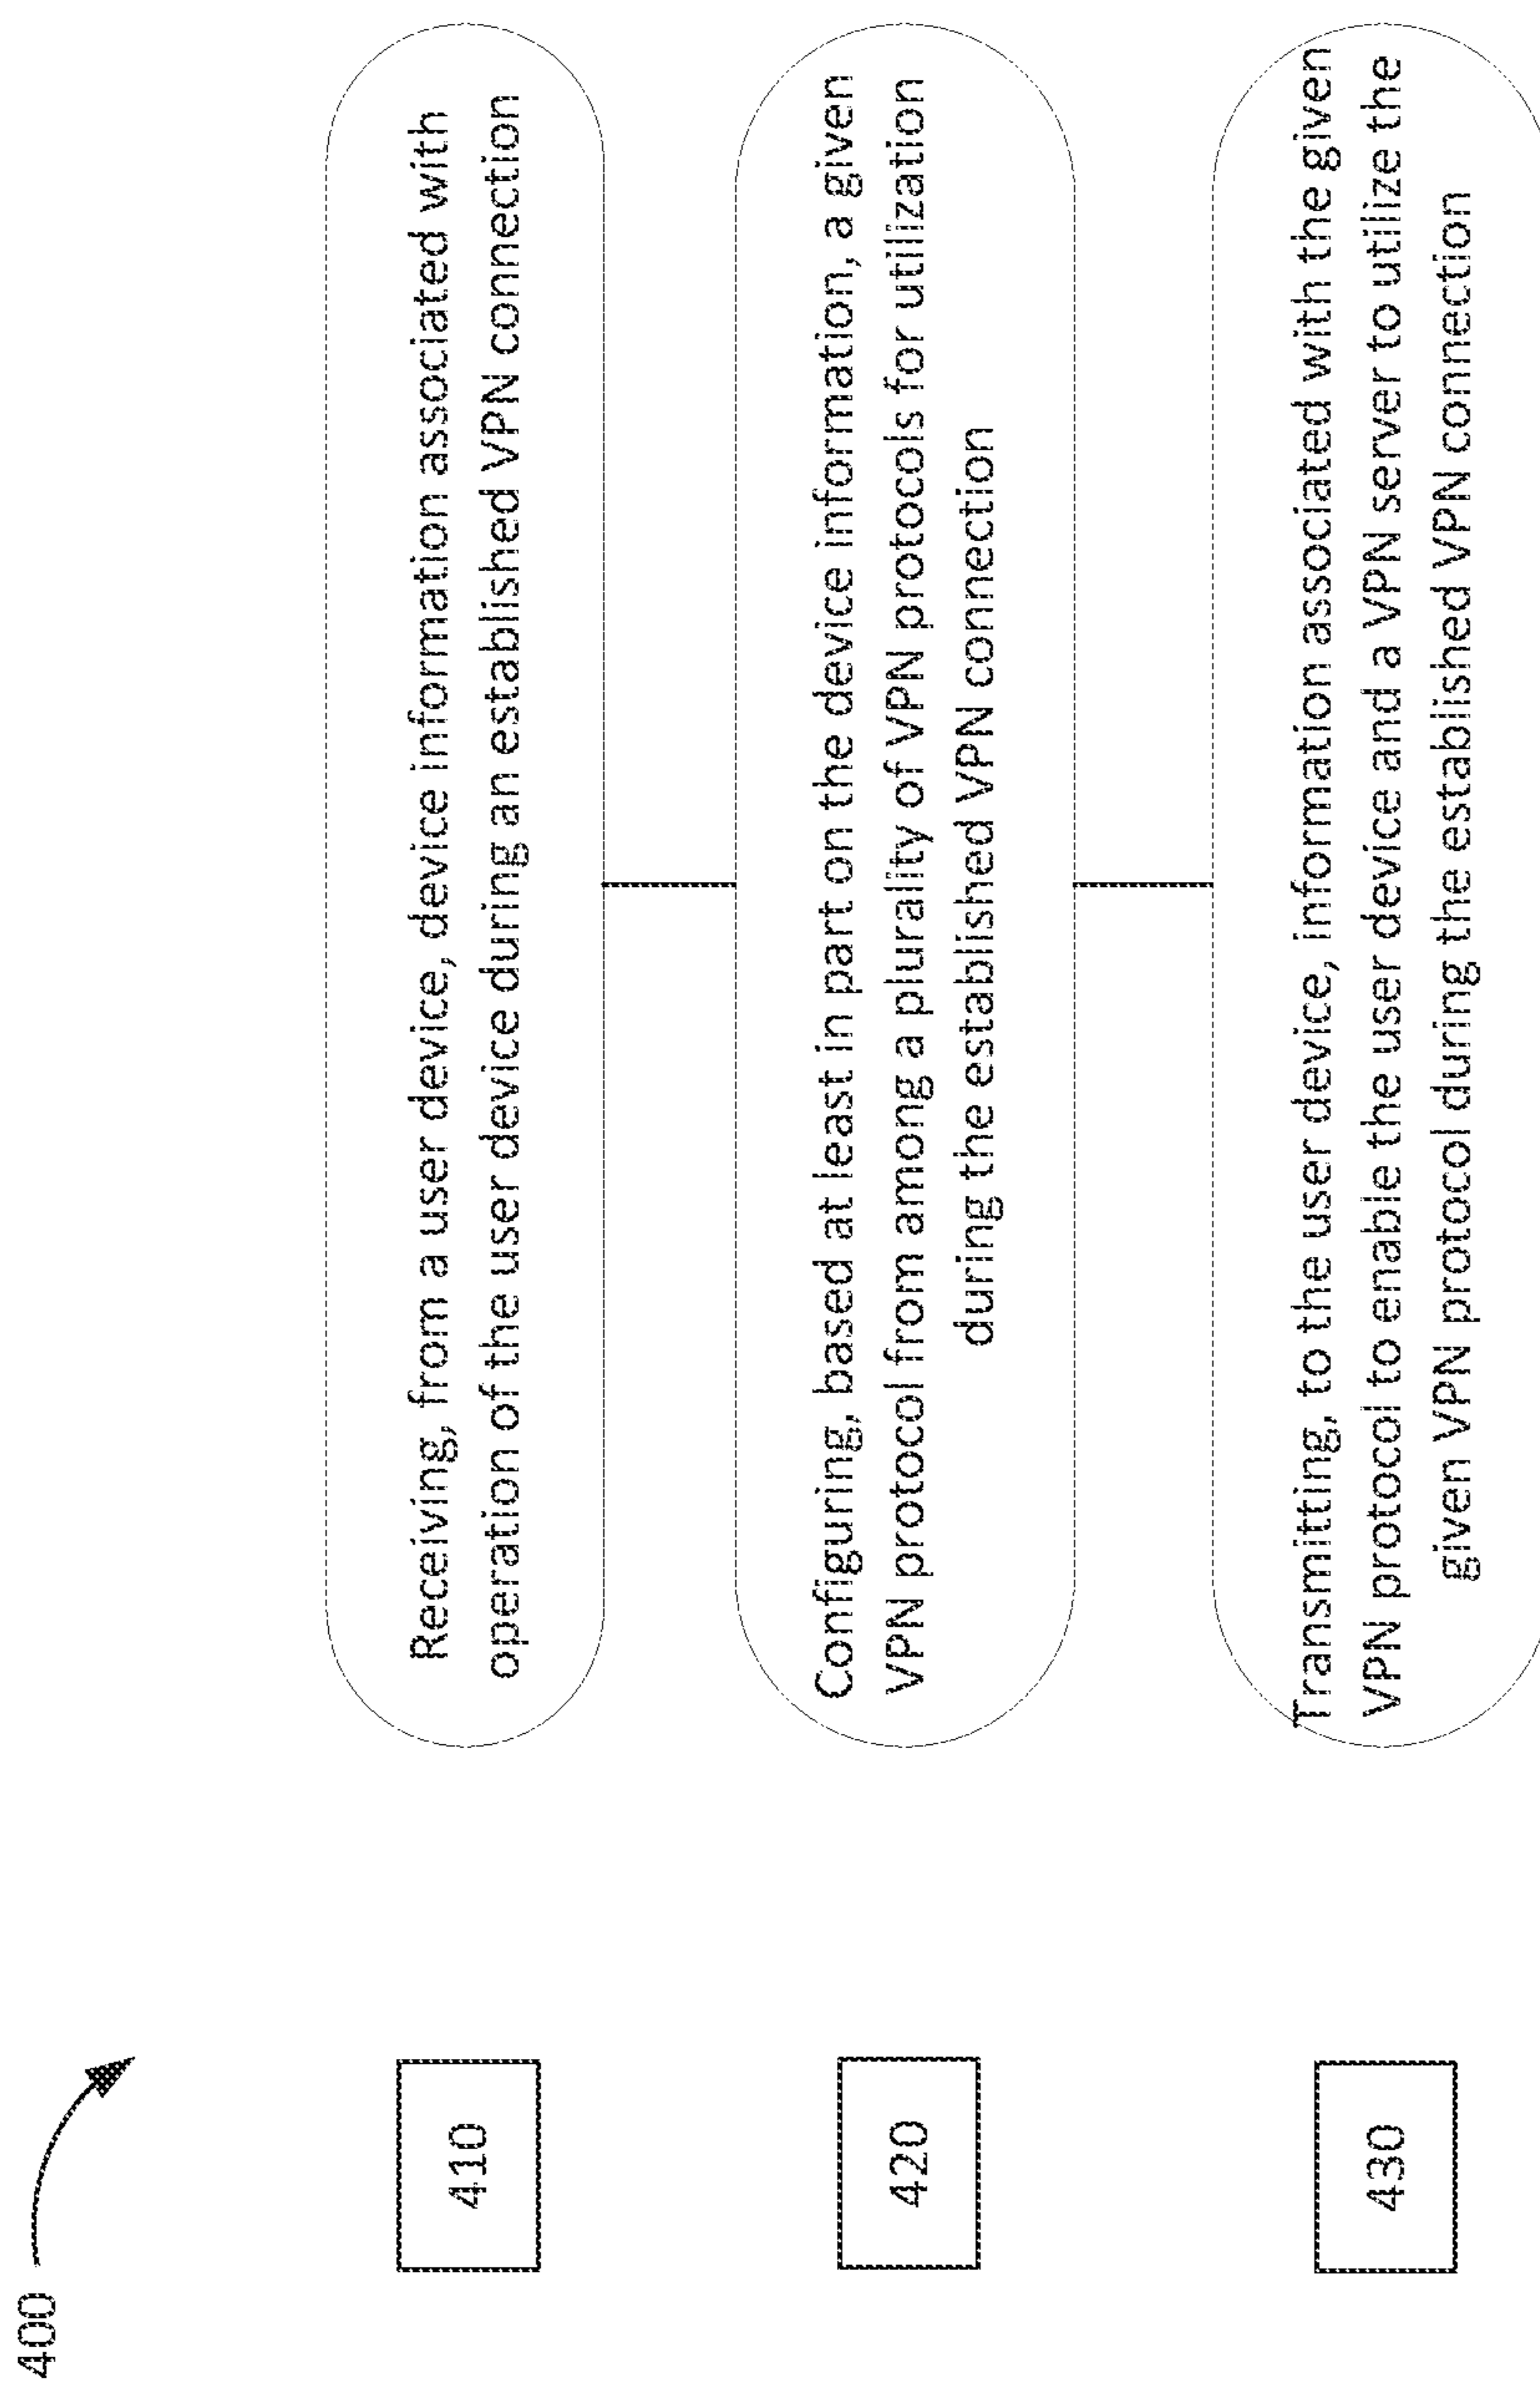 400
410
Receiving, from a user device, device information associated with
operation of the user device during an established VPN connection
420
Configuring, based at least in part on the device information, a given
VPN protocol from among a plurality of VPN protocols for utilization
during the established VPN connection
430
Transmitting, to the user device, information associated with the given
VPN protocol to enable the user device and a VPN server to utilize the
given VPN protocol during the established VPN connection